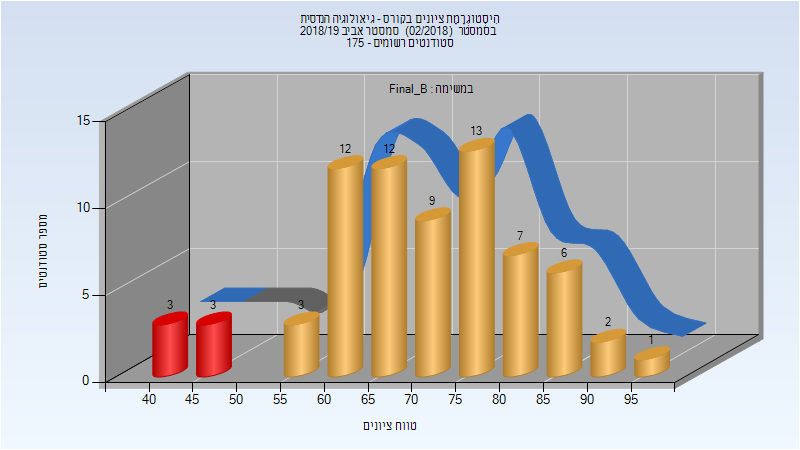 היסטוגרמת ציונים בקורס - גיאולוגיה הנדסית
בסמסטר (02/2018) סמסטר אביב 2018/19
סטודנטים רשומים - 175
במשימה : Final_B
מספר סטודנטים
15
10
5
0
3
3
3
12
12
9
13
7
6
2
1
40 45 50 55 60 65 70 75 80 85 90 95
טווח ציונים